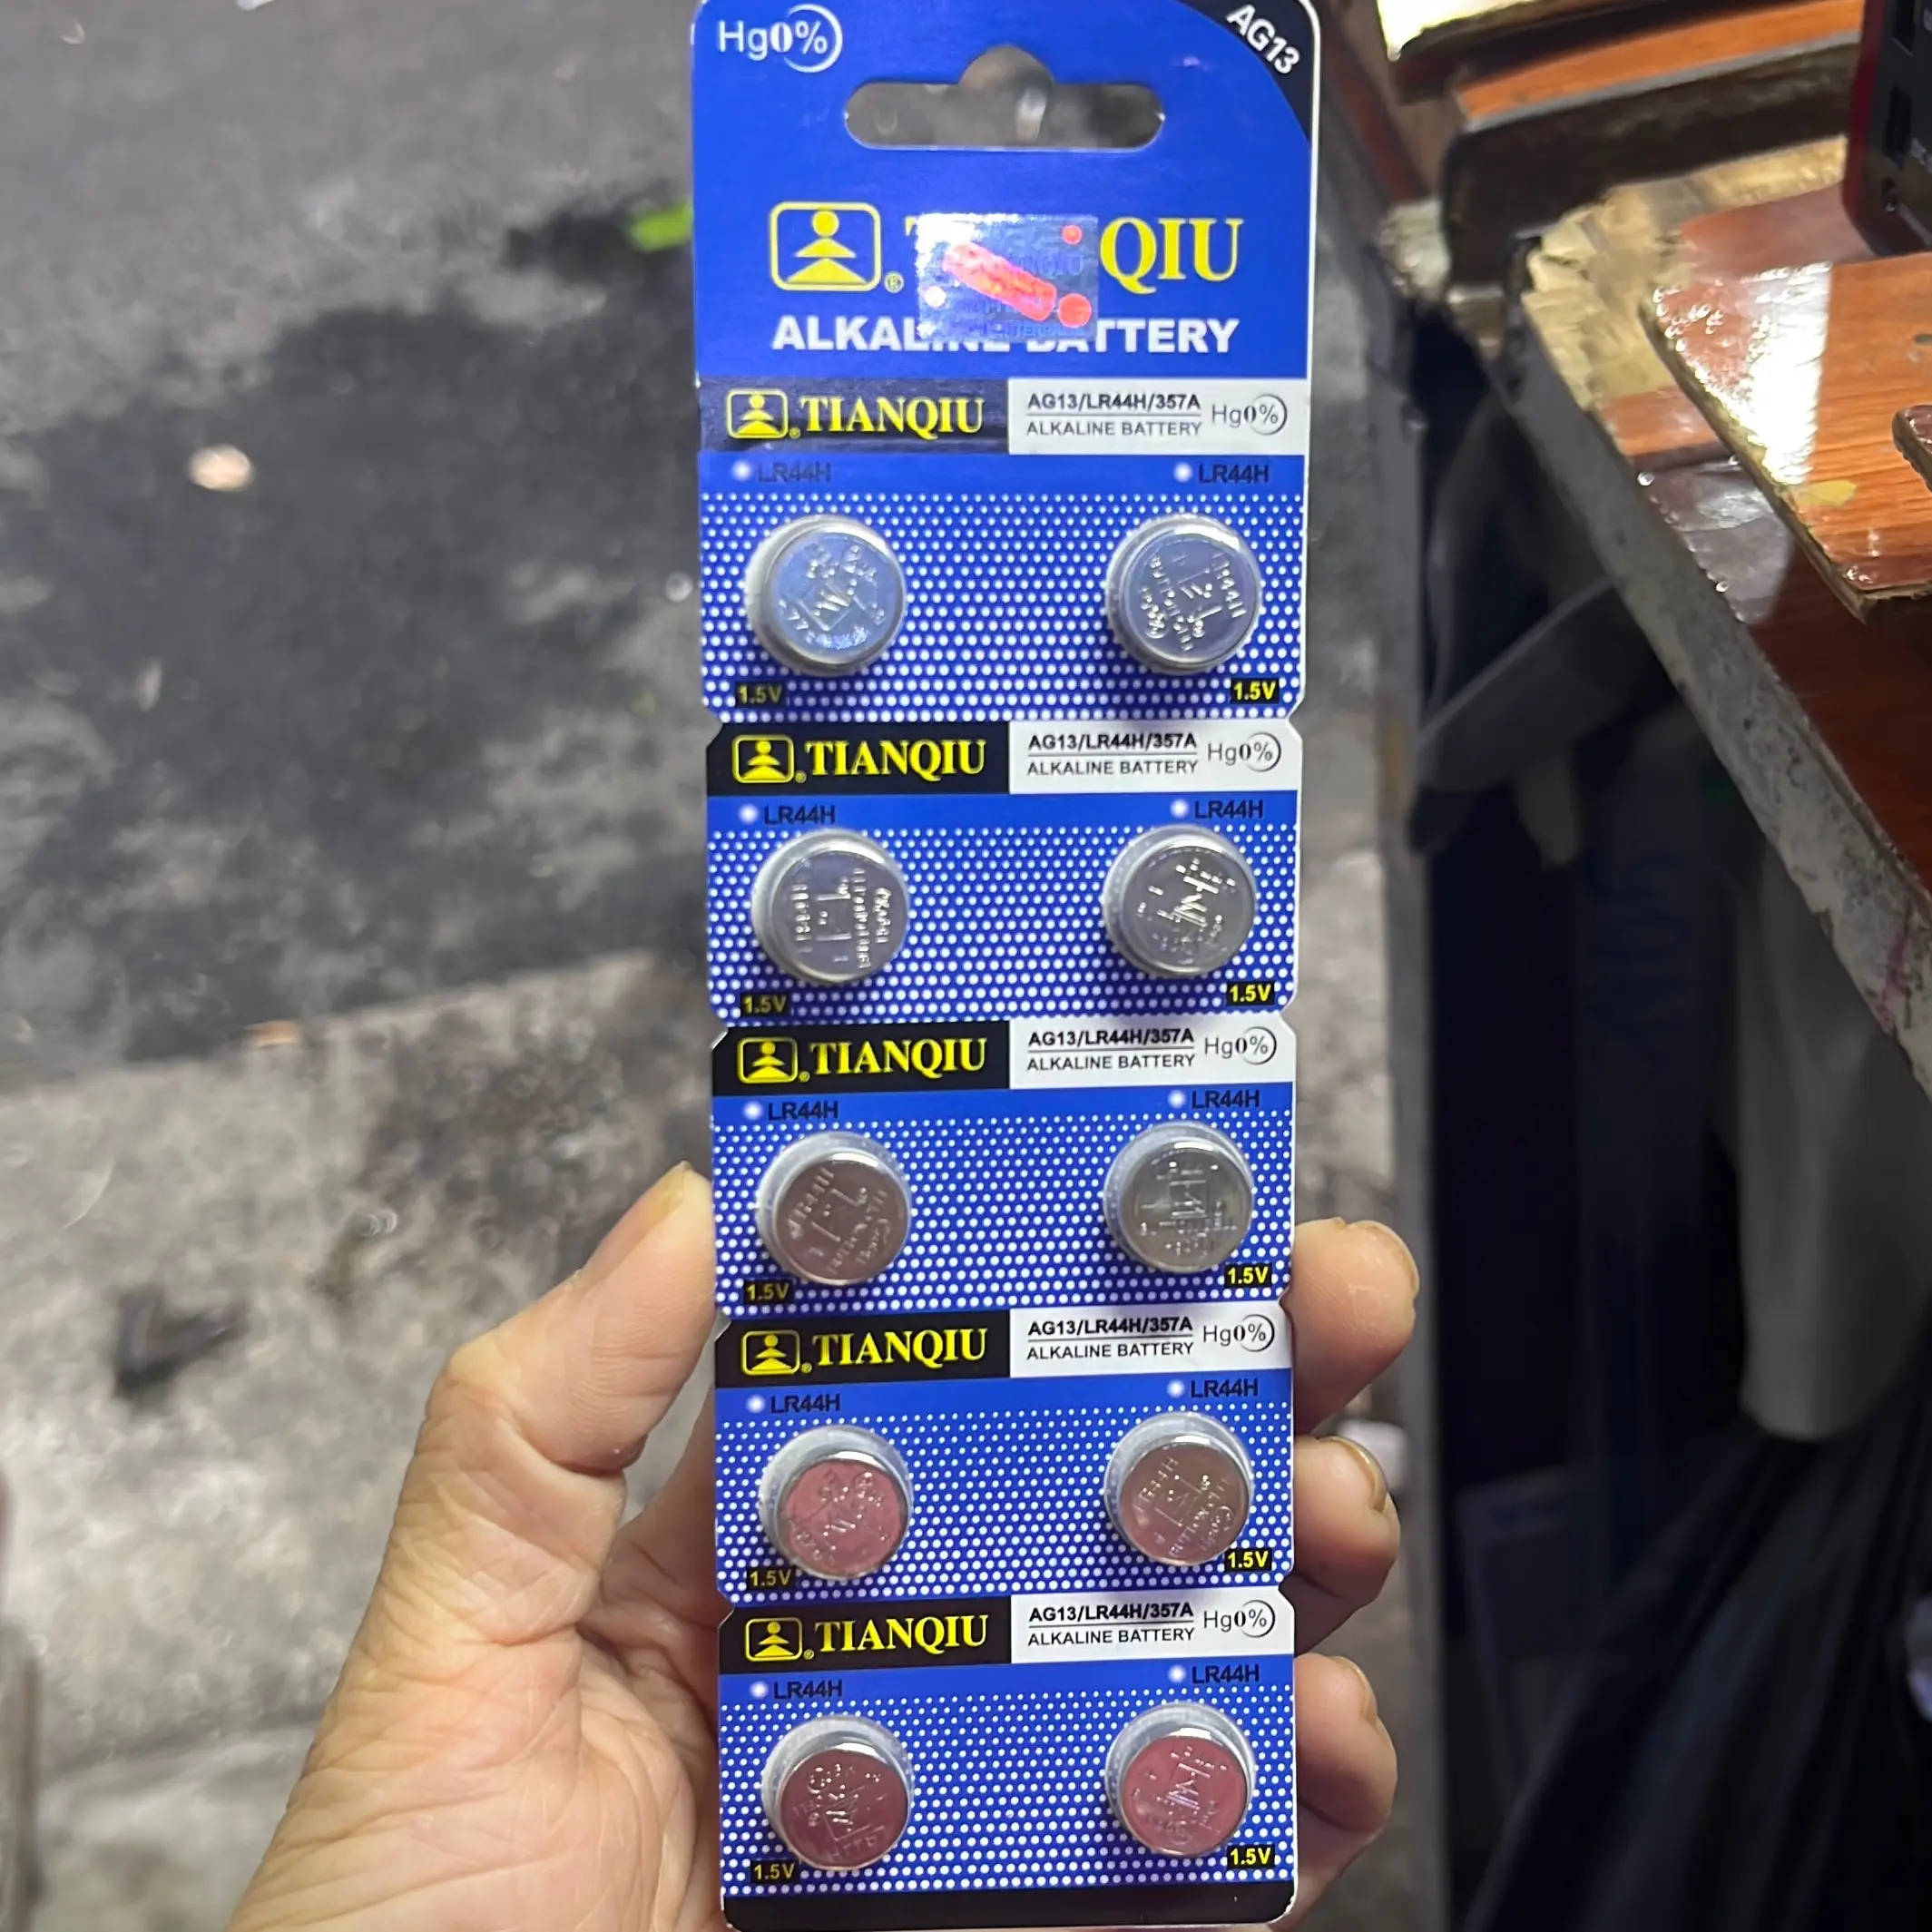 Hg0%
AG13
QIU
ALKALINE BATTERY
TIANQIU
AG13/LR44H/357A
ALKALINE BATTERY
Hg0%
LR44H
LR44H
1.5V
1.5V
TIANQIU
AG13/LR44H/357A
ALKALINE BATTERY
Hg0%
LR44H
LR44H
1.5V
1.5V
TIANQIU
AG13/LR44H/357A
ALKALINE BATTERY
Hg0%
LR44H
LR44H
1.5V
1.5V
TIANQIU
AG13/LR44H/357A
ALKALINE BATTERY
Hg0%
LR44H
LR44H
1.5V
1.5V
TIANQIU
AG13/LR44H/357A
ALKALINE BATTERY
Hg0%
LR44H
LR44H
1.5V
1.5V